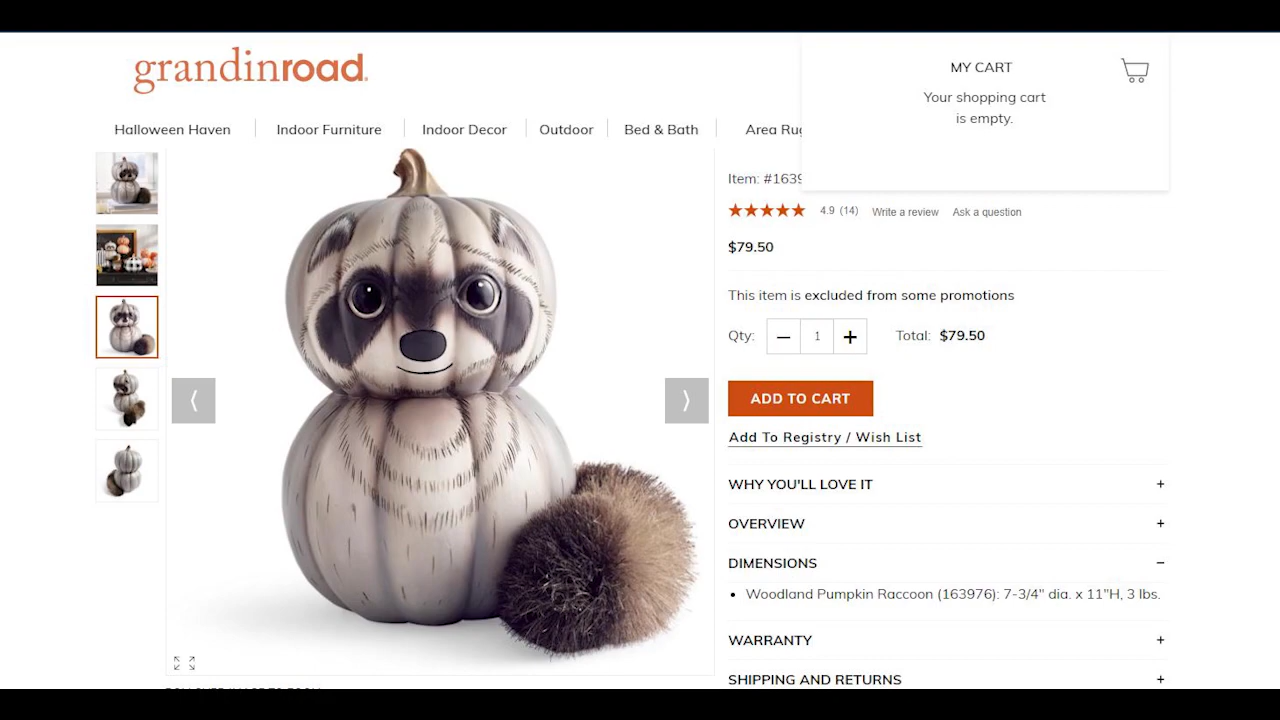 grandinroad
MY CART
Your shopping cart
is empty.
Halloween Haven
Indoor Furniture
Indoor Decor
Outdoor
Bed & Bath
Area
Item: #1639
4.9 (14) Write a review Ask a question
$79.50
This item is excluded from some promotions
Qty: 1 Total: $79.50
ADD TO CART
Add To Registry / Wish List
WHY YOU'LL LOVE IT +
OVERVIEW +
DIMENSIONS −
• Woodland Pumpkin Raccoon (163976): 7-3/4" dia. x 11"H, 3 lbs.
WARRANTY +
SHIPPING AND RETURNS +